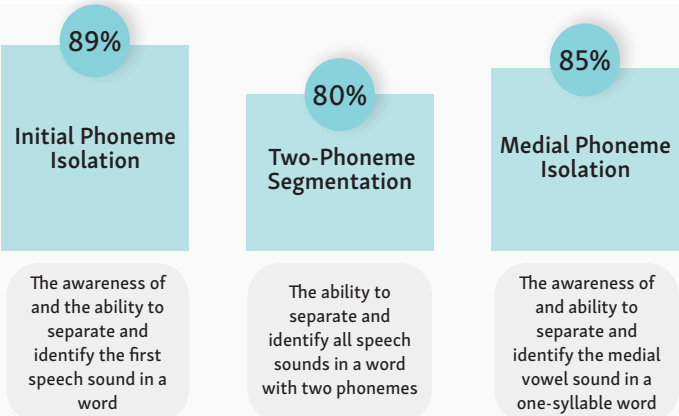 89%
Initial Phoneme
Isolation
The awareness of
and the ability to
separate and
identify the first
speech sound in a
word
80%
Two-Phoneme
Segmentation
The ability to
separate and
identify all speech
sounds in a word
with two phonemes
85%
Medial Phoneme
Isolation
The awareness of
and ability to
separate and
identify the medial
vowel sound in a
one-syllable word